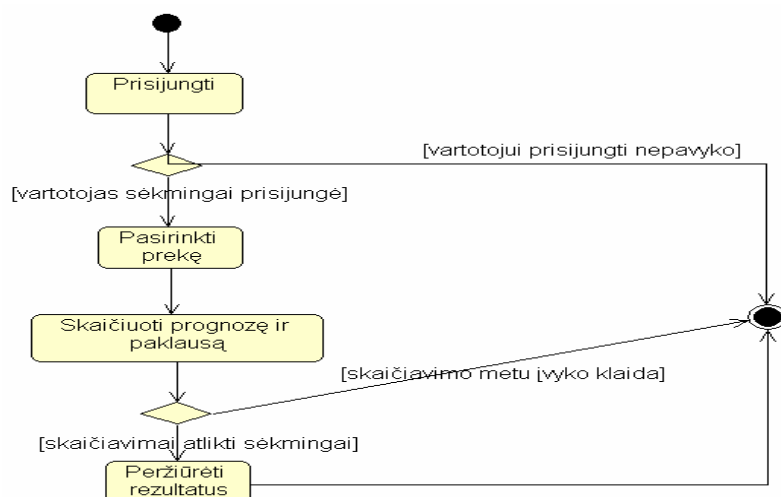 Prisijungti
[vartotojui prisijungti nepavyko]
[vartotojas sėkmingai prisijungė]
Pasirinkti
prekę
Skaičiuoti prognozę ir
paklausą
[skaičiavimo metu įvyko klaida]
[skaičiavimai atlikti sėkmingai]
Peržiūrėti
rezultatus